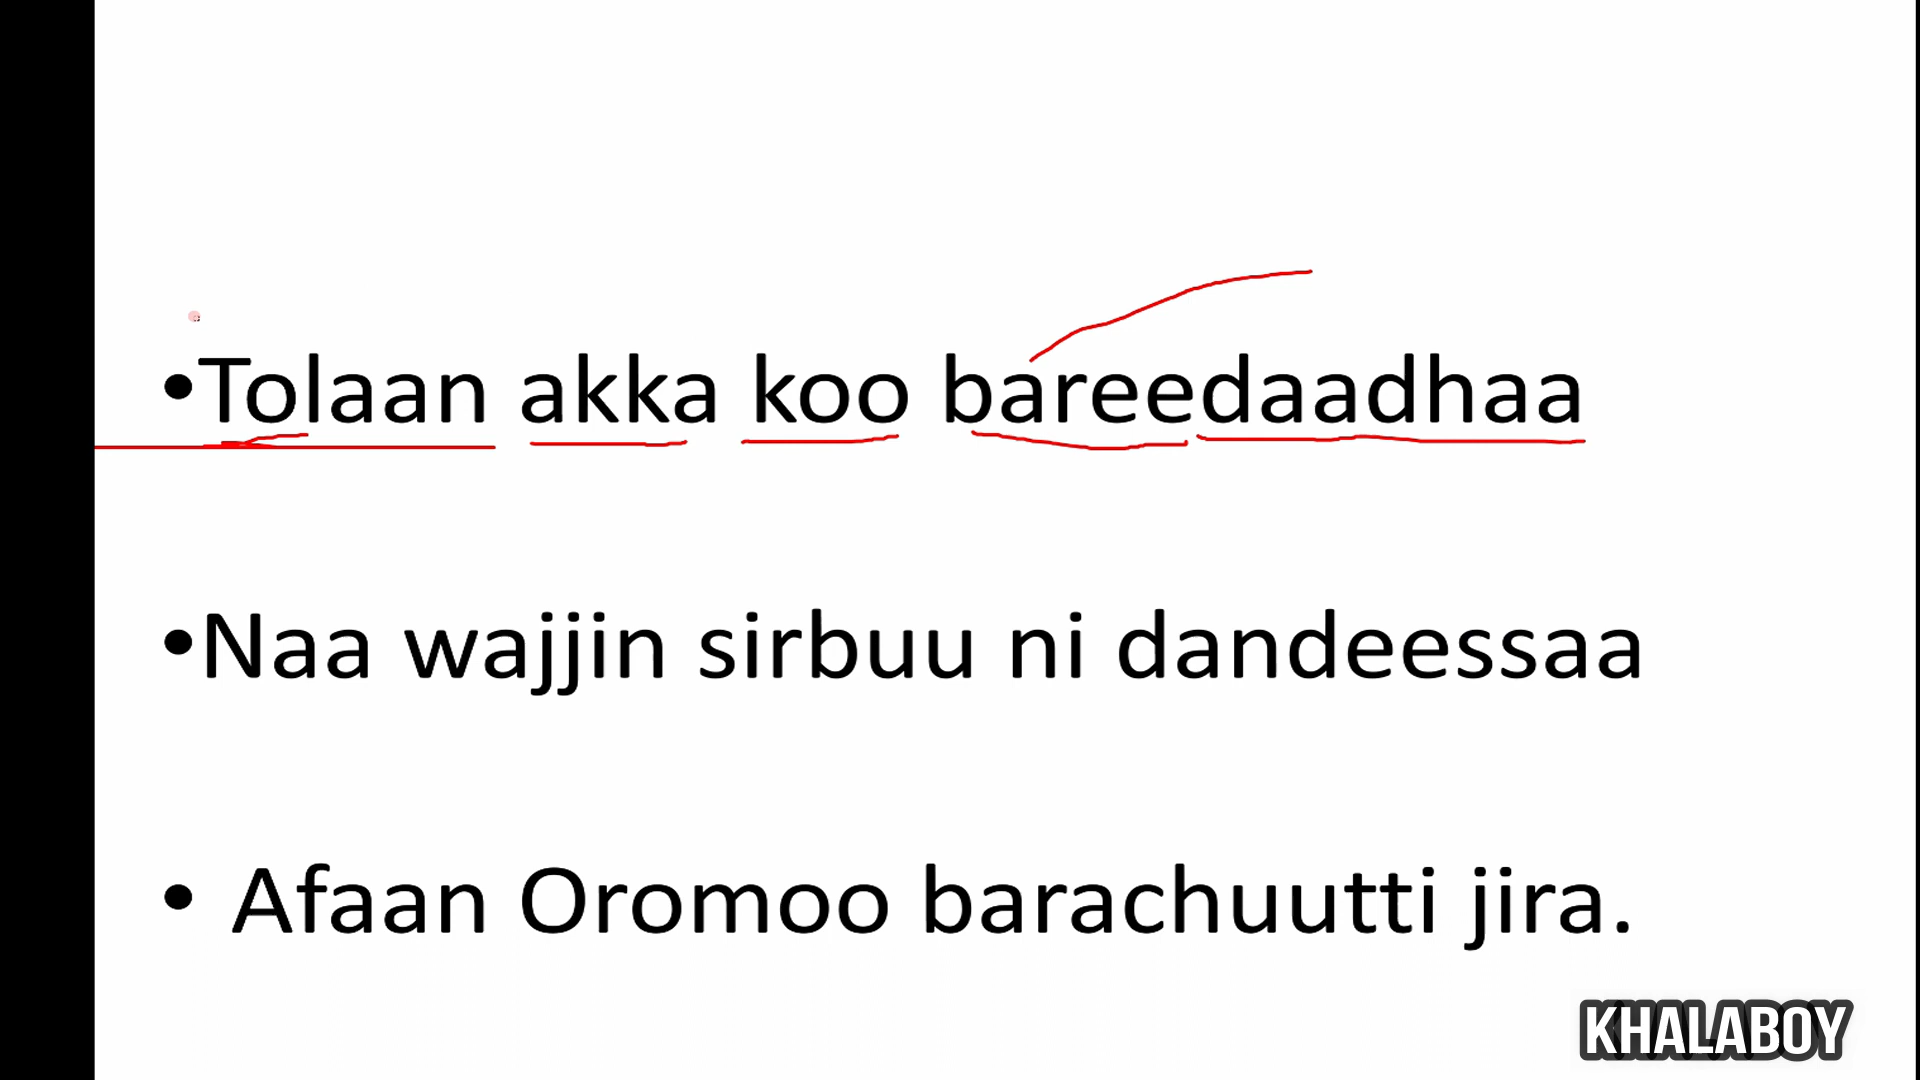 •Tolaan akka koo bareedaadhaa
•Naa wajjin sirbuu ni dandeessaa
• Afaan Oromoo barachuutti jira.
KHALABOY